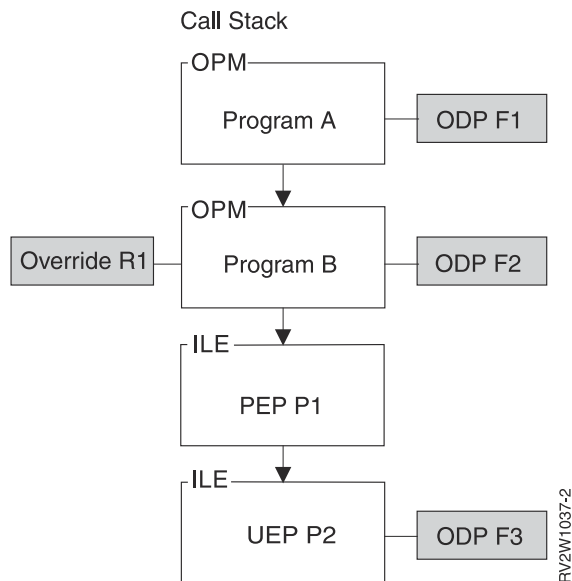 Call Stack
OPM
Program A
ODP F1
OPM
Override R1
Program B
ODP F2
ILE
PEP P1
ILE
UEP P2
ODP F3
RV2W1037-2